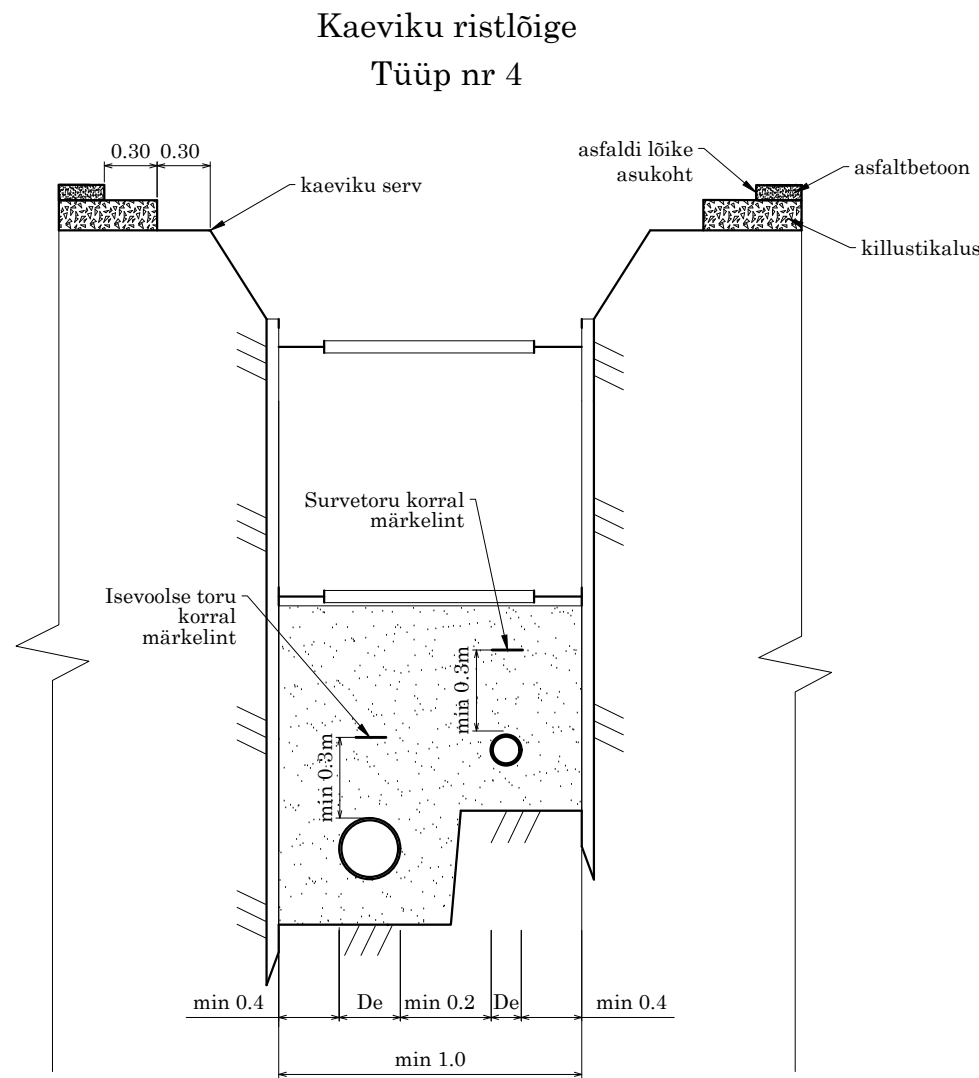 Kaeviku ristlõige
Tüüp nr 4
0.30 0.30
kaeviku serv
asfaldi lõike
asukoht
asfaltbetoon
killustikalus
Survetoru korral
märkelint
Isevoolse toru
korral
märkelint
min 0.3m
min 0.3m
min 0.4 De min 0.2 De min 0.4
min 1.0